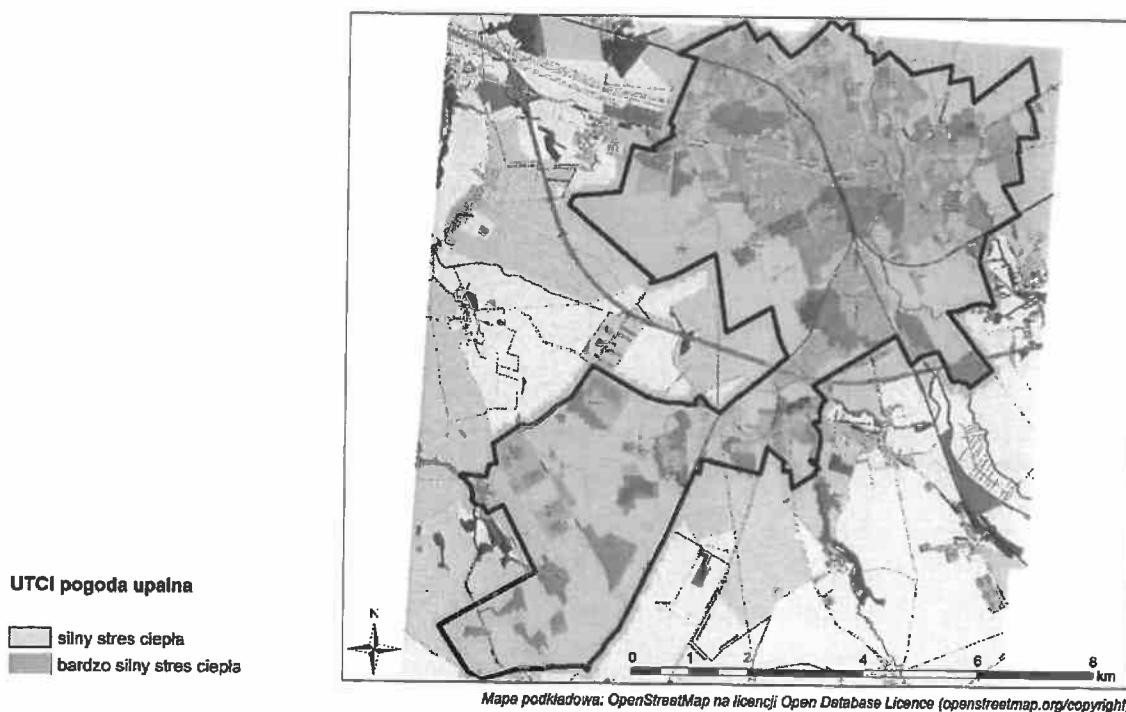 UTCI pogoda upalna
silny stres ciepła
bardzo silny stres ciepła
N
0 1 2 4 6 8
km
Mapa podkładowa: OpenStreetMap na licencji Open Database Licence (openstreetmap.org/copyright)